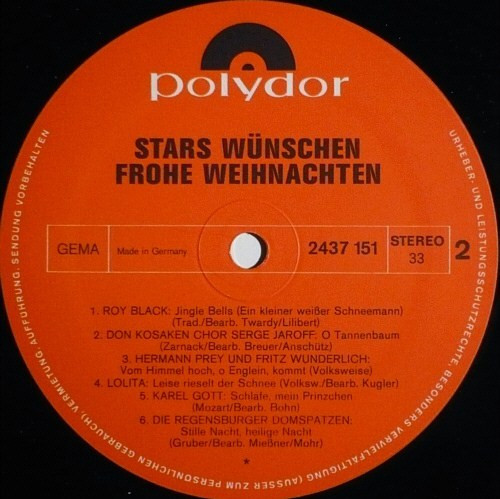 polydor
STARS WÜNSCHEN
FROHE WEIHNACHTEN
GEMA
Made in Germany
2437 151
STEREO
33
2
1. ROY BLACK: Jingle Bells (Ein kleiner weißer Schneemann)
(Trad./Bearb. Twardy/Lilibert)
2. DON KOSAKEN CHOR SERGE JAROFF: O Tannenbaum
(Zarnack/Bearb. Breuer/Anschütz)
3. HERMANN PREY UND FRITZ WUNDERLICH:
Vom Himmel hoch, o Englein, kommt (Volksweise)
4. LOLITA: Leise rieselt der Schnee (Volksw./Bearb. Kugler)
5. KAREL GOTT: Schlafe, mein Prinzchen
(Mozart/Bearb. Bohn)
6. DIE REGENSBURGER DOMSPATZEN:
Stille Nacht, heilige Nacht
(Gruber/Bearb. Mießner/Mohr)
*
URHEBER- UND LEISTUNGSSCHUTZRECHTE, BESONDERS VERVIELFÄLTIGUNG (AUSSER ZUM PERSÖNLICHEN GEBRAUCH), VERMIETUNG, AUFFÜHRUNG, SENDUNG VORBEHALTEN